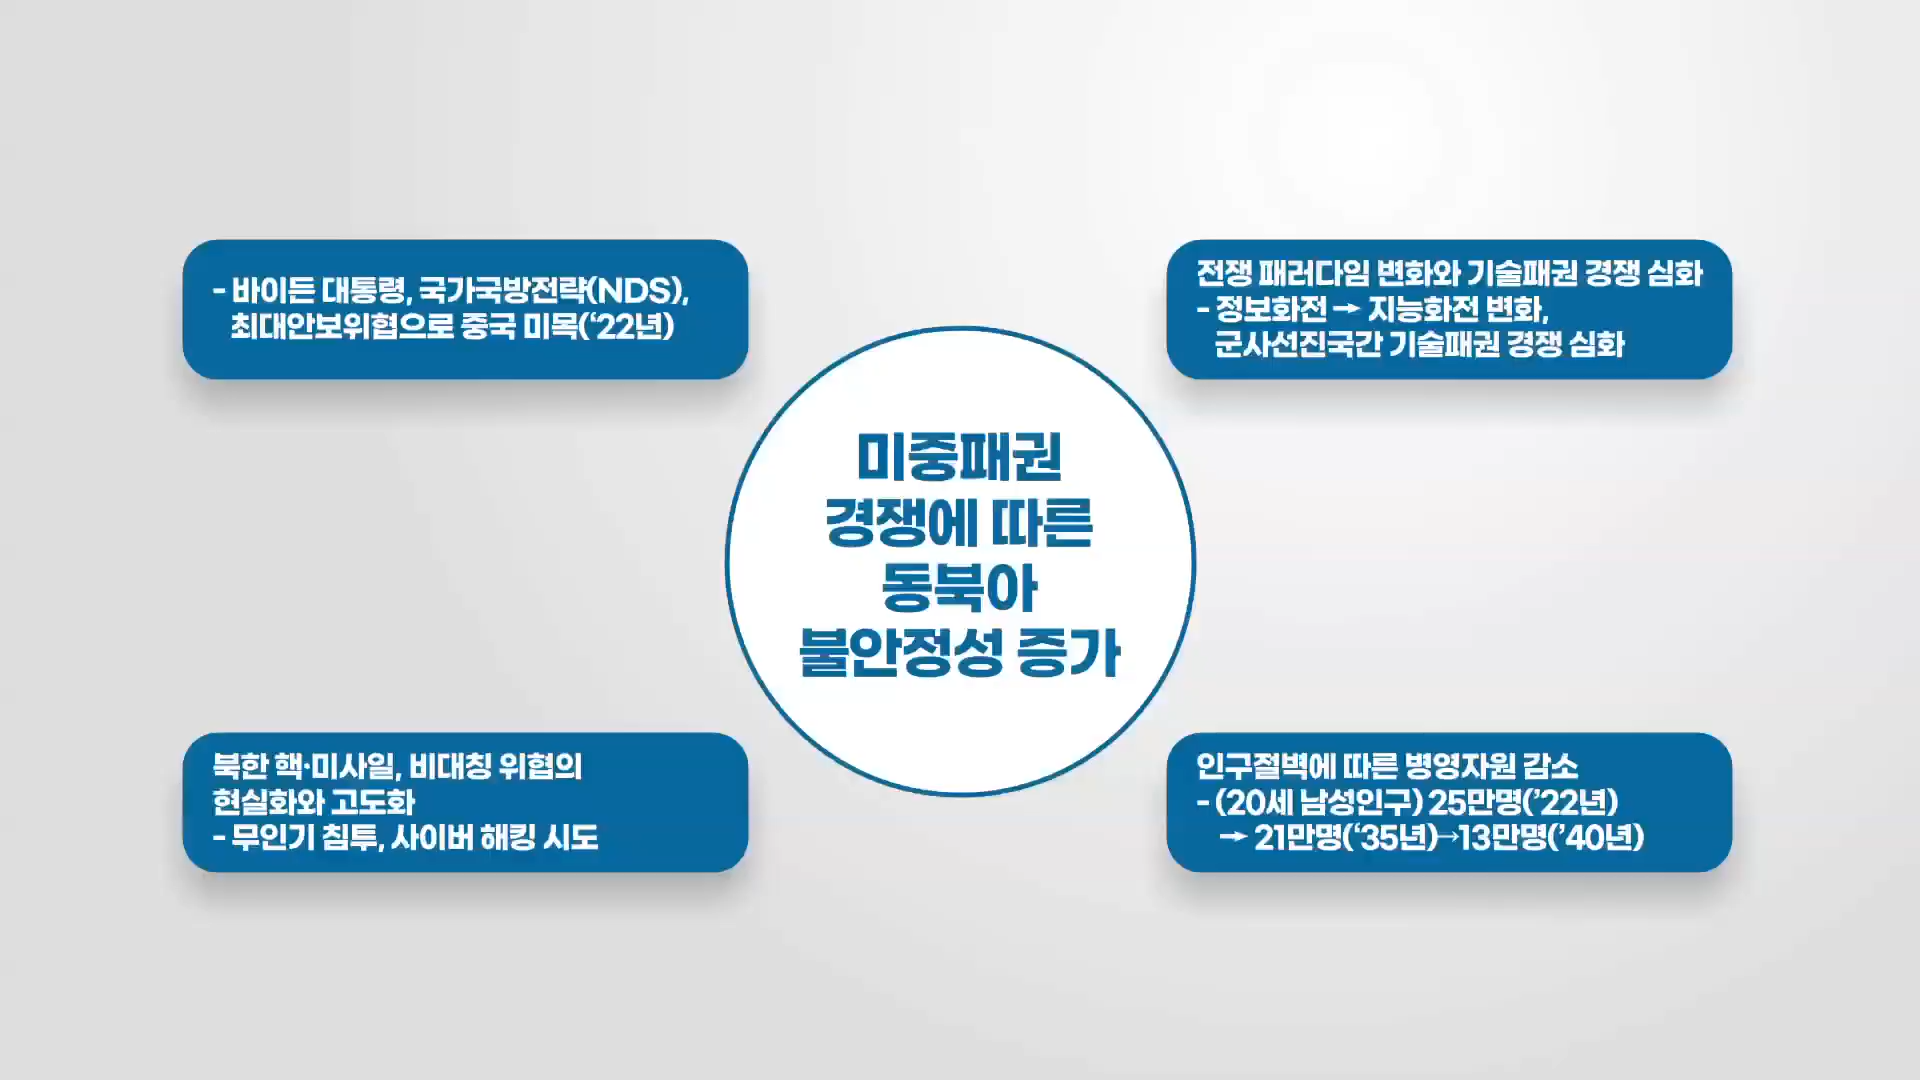 - 바이든 대통령, 국가국방전략(NDS),
최대안보위협으로 중국 미목(‘22년)
전쟁 패러다임 변화와 기술패권 경쟁 심화
- 정보화전 → 지능화전 변화,
군사선진국간 기술패권 경쟁 심화
미중패권
경쟁에 따른
동북아
불안정성 증가
북한 핵·미사일, 비대칭 위협의
현실화와 고도화
- 무인기 침투, 사이버 해킹 시도
인구절벽에 따른 병영자원 감소
- (20세 남성인구) 25만명(’22년)
→ 21만명(‘35년)→13만명(’40년)